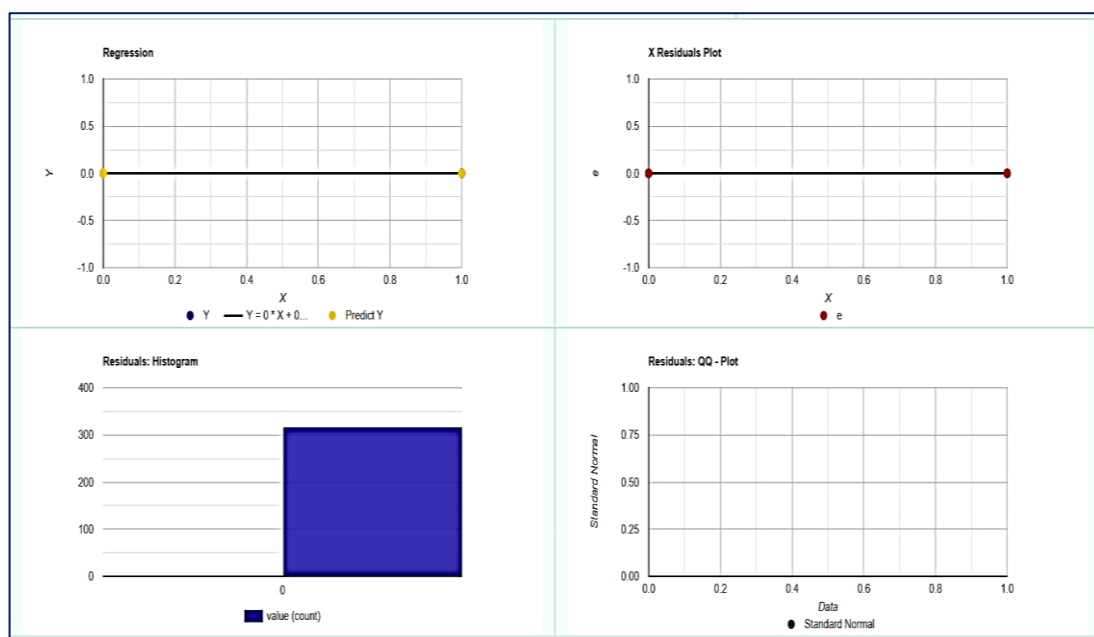 Regression
1.0
0.5
0.0
-0.5
-1.0
Y
0.0 0.2 0.4 0.6 0.8 1.0
X
Y Y = 0 * X + 0... Predict Y
X Residuals Plot
1.0
0.5
0.0
-0.5
-1.0
e
0.0 0.2 0.4 0.6 0.8 1.0
X
e
Residuals: Histogram
400
300
200
100
0
0
value (count)
Residuals: QQ - Plot
1.00
0.75
0.50
0.25
0.00
Standard Normal
0.0 0.2 0.4 0.6 0.8 1.0
Data
Standard Normal